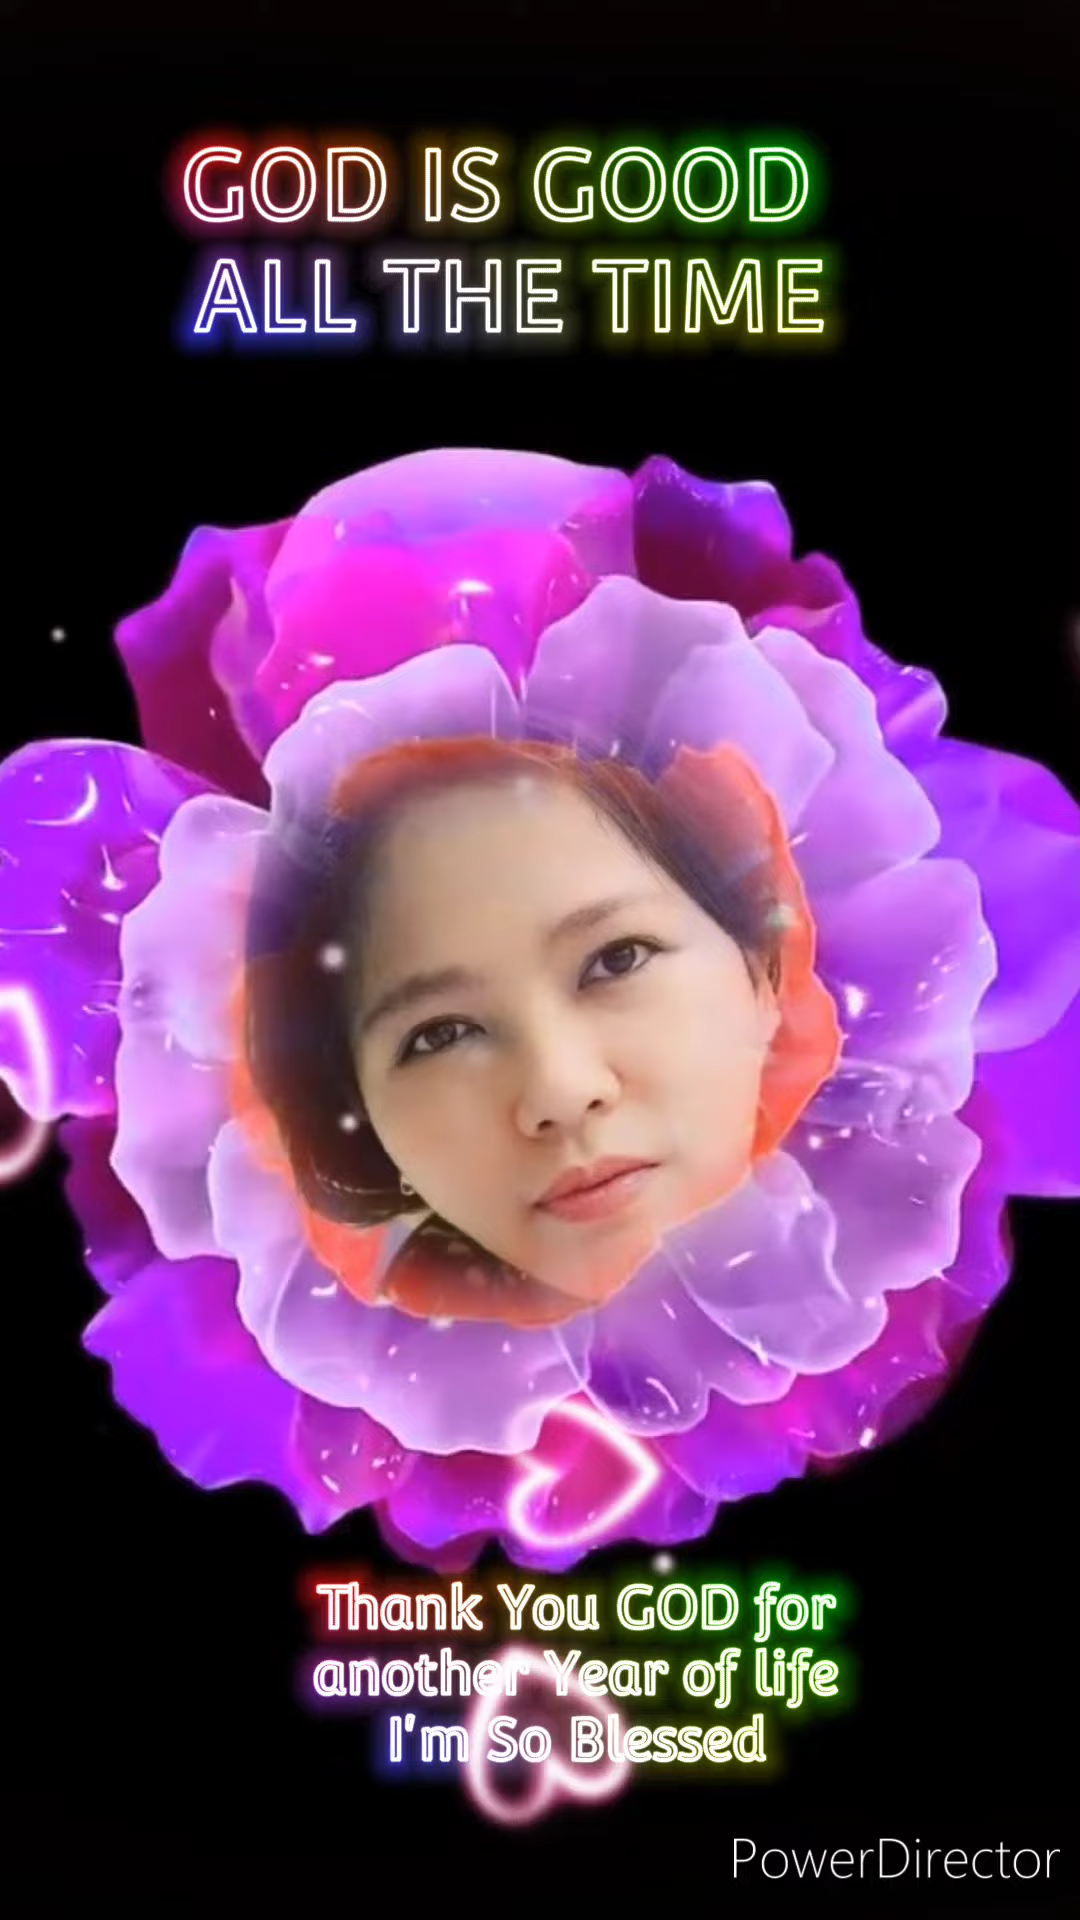 GOD IS GOOD
ALL THE TIME
Thank You GOD for
another Year of life
I'm So Blessed
PowerDirector